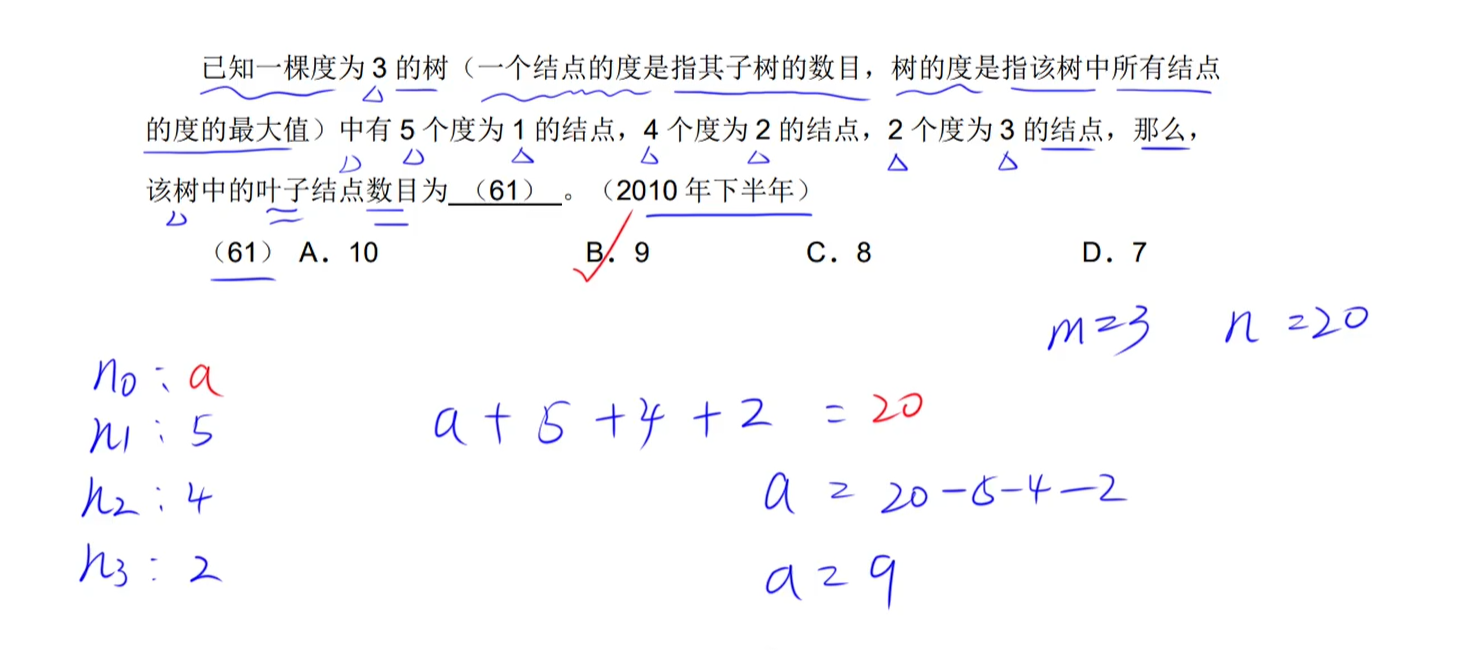 已知一棵度为 3 的树（一个结点的度是指其子树的数目，树的度是指该树中所有结点
的度的最大值）中有 5 个度为 1 的结点，4 个度为 2 的结点，2 个度为 3 的结点，那么，
该树中的叶子结点数目为 （61） 。（2010 年下半年）
（61） A．10 B．9 C．8 D．7
m=3 n=20
n0：a
n1：5
a+5+4+2 =20
n2：4
a = 20-5-4-2
n3：2
a=9